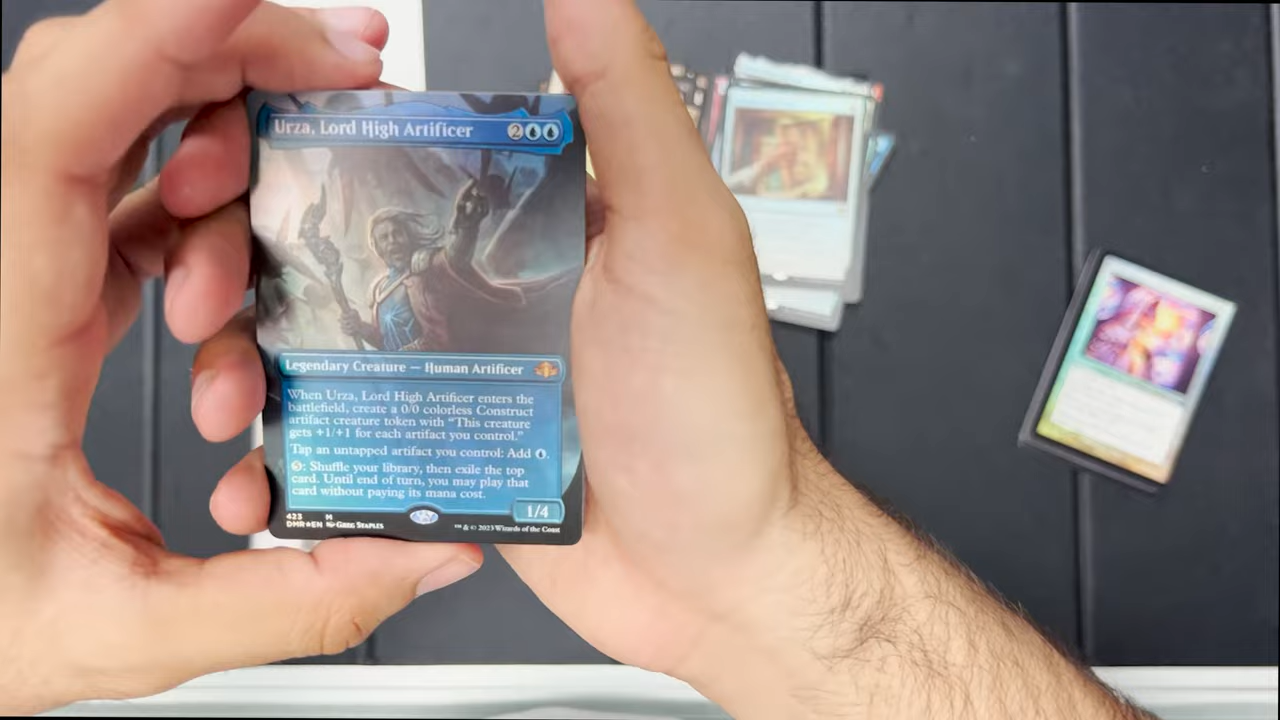 Urza, Lord High Artificer 2
Legendary Creature — Human Artificer
When Urza, Lord High Artificer enters the
battlefield, create a 0/0 colorless Construct
artifact creature token with “This creature
gets +1/+1 for each artifact you control.”
Tap an untapped artifact you control: Add .
5: Shuffle your library, then exile the top
card. Until end of turn, you may play that
card without paying its mana cost.
1/4
423 M
DMR★EN Greg Staples
™ & © 2023 Wizards of the Coast